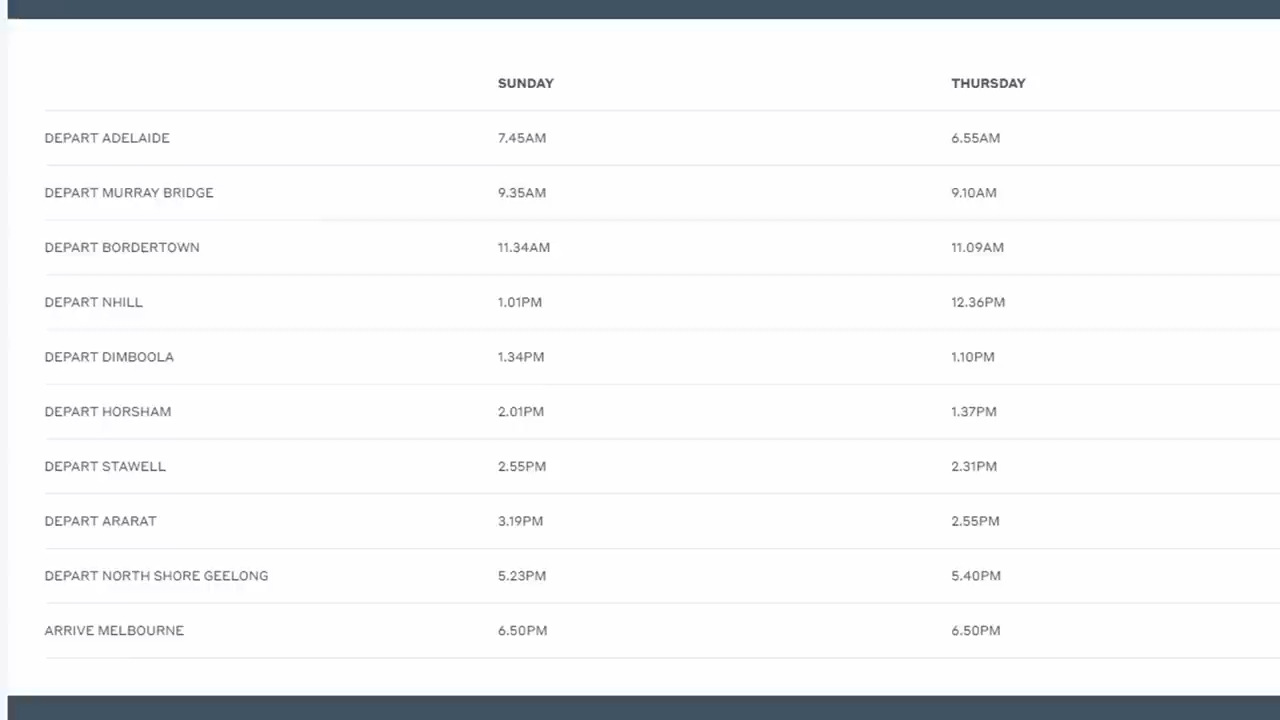 SUNDAY THURSDAY
DEPART ADELAIDE 7.45AM 6.55AM
DEPART MURRAY BRIDGE 9.35AM 9.10AM
DEPART BORDERTOWN 11.34AM 11.09AM
DEPART NHILL 1.01PM 12.36PM
DEPART DIMBOOLA 1.34PM 1.10PM
DEPART HORSHAM 2.01PM 1.37PM
DEPART STAWELL 2.55PM 2.31PM
DEPART ARARAT 3.19PM 2.55PM
DEPART NORTH SHORE GEELONG 5.23PM 5.40PM
ARRIVE MELBOURNE 6.50PM 6.50PM